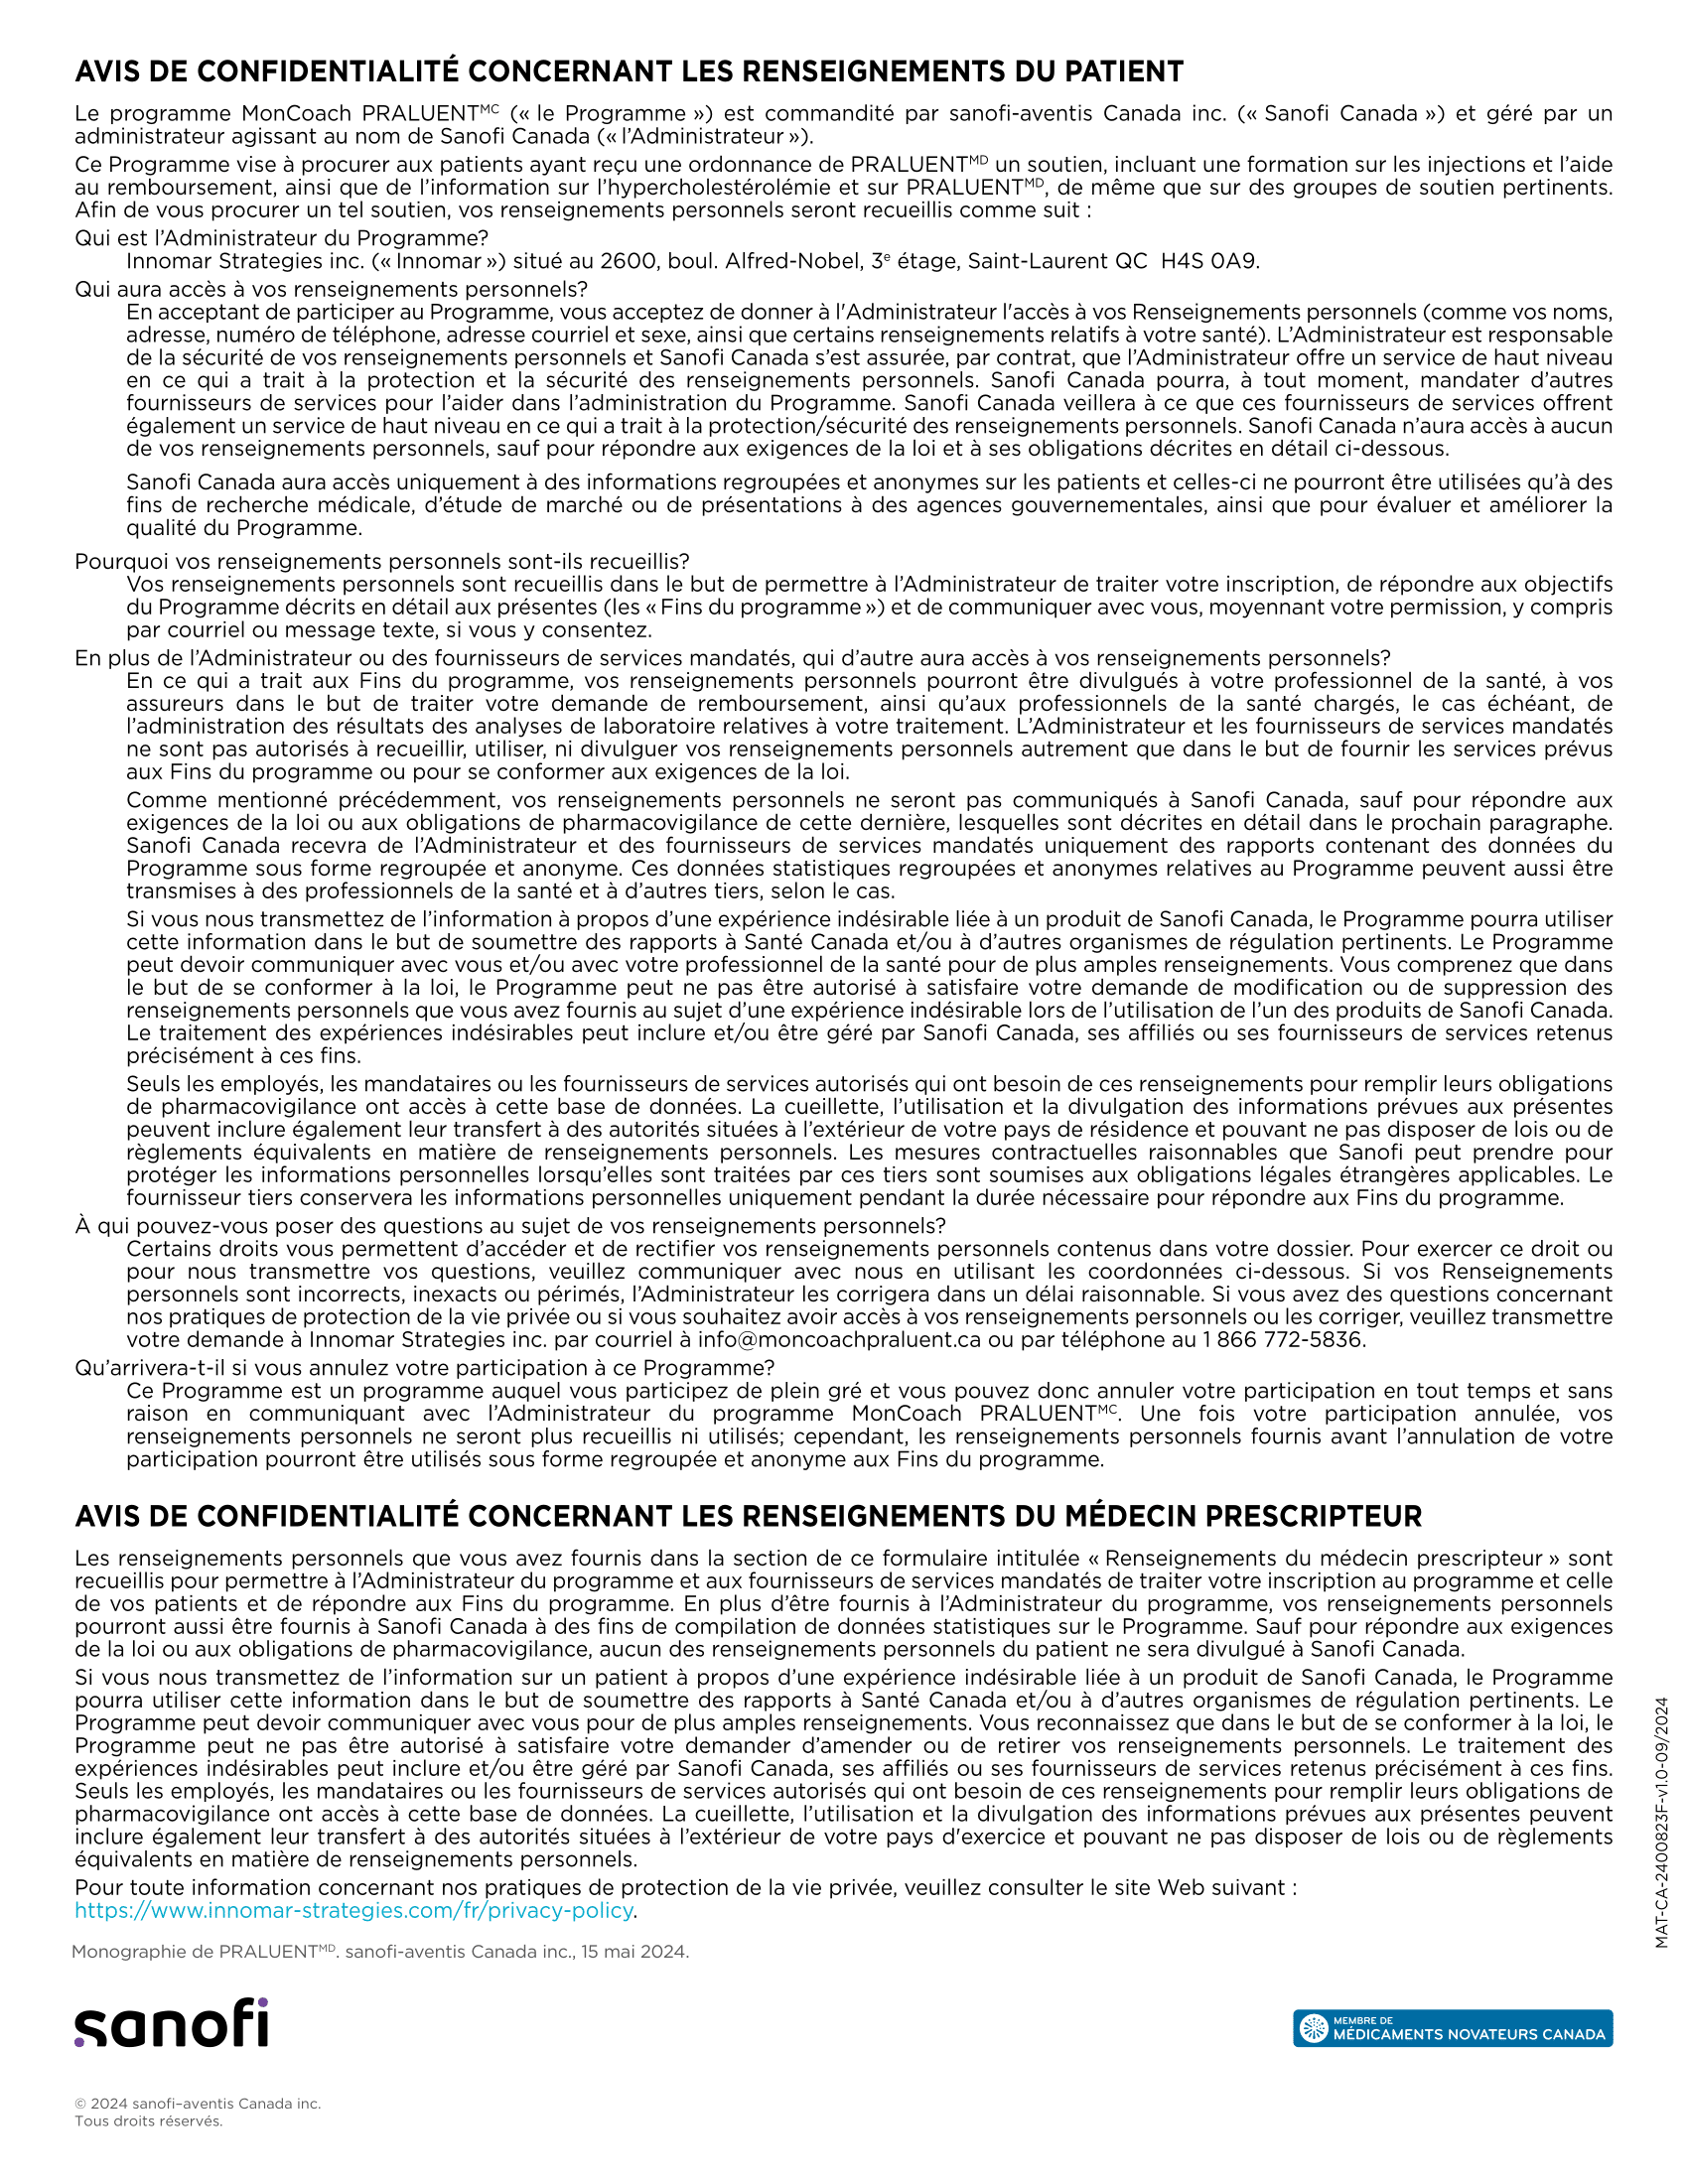 AVIS DE CONFIDENTIALITÉ CONCERNANT LES RENSEIGNEMENTS DU PATIENT
Le programme MonCoach PRALUENTᴹᶜ (« le Programme ») est commandité par sanofi-aventis Canada inc. (« Sanofi Canada ») et géré par un
administrateur agissant au nom de Sanofi Canada (« l’Administrateur »).
Ce Programme vise à procurer aux patients ayant reçu une ordonnance de PRALUENTᴹᴰ un soutien, incluant une formation sur les injections et l’aide
au remboursement, ainsi que de l’information sur l’hypercholestérolémie et sur PRALUENTᴹᴰ, de même que sur des groupes de soutien pertinents.
Afin de vous procurer un tel soutien, vos renseignements personnels seront recueillis comme suit :
Qui est l’Administrateur du Programme?
Innomar Strategies inc. (« Innomar ») situé au 2600, boul. Alfred-Nobel, 3ᵉ étage, Saint-Laurent QC  H4S 0A9.
Qui aura accès à vos renseignements personnels?
En acceptant de participer au Programme, vous acceptez de donner à l'Administrateur l'accès à vos Renseignements personnels (comme vos noms,
adresse, numéro de téléphone, adresse courriel et sexe, ainsi que certains renseignements relatifs à votre santé). L’Administrateur est responsable
de la sécurité de vos renseignements personnels et Sanofi Canada s’est assurée, par contrat, que l’Administrateur offre un service de haut niveau
en ce qui a trait à la protection et la sécurité des renseignements personnels. Sanofi Canada pourra, à tout moment, mandater d’autres
fournisseurs de services pour l’aider dans l’administration du Programme. Sanofi Canada veillera à ce que ces fournisseurs de services offrent
également un service de haut niveau en ce qui a trait à la protection/sécurité des renseignements personnels. Sanofi Canada n’aura accès à aucun
de vos renseignements personnels, sauf pour répondre aux exigences de la loi et à ses obligations décrites en détail ci-dessous.
Sanofi Canada aura accès uniquement à des informations regroupées et anonymes sur les patients et celles-ci ne pourront être utilisées qu’à des
fins de recherche médicale, d’étude de marché ou de présentations à des agences gouvernementales, ainsi que pour évaluer et améliorer la
qualité du Programme.
Pourquoi vos renseignements personnels sont-ils recueillis?
Vos renseignements personnels sont recueillis dans le but de permettre à l’Administrateur de traiter votre inscription, de répondre aux objectifs
du Programme décrits en détail aux présentes (les « Fins du programme ») et de communiquer avec vous, moyennant votre permission, y compris
par courriel ou message texte, si vous y consentez.
En plus de l’Administrateur ou des fournisseurs de services mandatés, qui d’autre aura accès à vos renseignements personnels?
En ce qui a trait aux Fins du programme, vos renseignements personnels pourront être divulgués à votre professionnel de la santé, à vos
assureurs dans le but de traiter votre demande de remboursement, ainsi qu’aux professionnels de la santé chargés, le cas échéant, de
l’administration des résultats des analyses de laboratoire relatives à votre traitement. L’Administrateur et les fournisseurs de services mandatés
ne sont pas autorisés à recueillir, utiliser, ni divulguer vos renseignements personnels autrement que dans le but de fournir les services prévus
aux Fins du programme ou pour se conformer aux exigences de la loi.
Comme mentionné précédemment, vos renseignements personnels ne seront pas communiqués à Sanofi Canada, sauf pour répondre aux
exigences de la loi ou aux obligations de pharmacovigilance de cette dernière, lesquelles sont décrites en détail dans le prochain paragraphe.
Sanofi Canada recevra de l’Administrateur et des fournisseurs de services mandatés uniquement des rapports contenant des données du
Programme sous forme regroupée et anonyme. Ces données statistiques regroupées et anonymes relatives au Programme peuvent aussi être
transmises à des professionnels de la santé et à d’autres tiers, selon le cas.
Si vous nous transmettez de l’information à propos d’une expérience indésirable liée à un produit de Sanofi Canada, le Programme pourra utiliser
cette information dans le but de soumettre des rapports à Santé Canada et/ou à d’autres organismes de régulation pertinents. Le Programme
peut devoir communiquer avec vous et/ou avec votre professionnel de la santé pour de plus amples renseignements. Vous comprenez que dans
le but de se conformer à la loi, le Programme peut ne pas être autorisé à satisfaire votre demande de modification ou de suppression des
renseignements personnels que vous avez fournis au sujet d’une expérience indésirable lors de l’utilisation de l’un des produits de Sanofi Canada.
Le traitement des expériences indésirables peut inclure et/ou être géré par Sanofi Canada, ses affiliés ou ses fournisseurs de services retenus
précisément à ces fins.
Seuls les employés, les mandataires ou les fournisseurs de services autorisés qui ont besoin de ces renseignements pour remplir leurs obligations
de pharmacovigilance ont accès à cette base de données. La cueillette, l’utilisation et la divulgation des informations prévues aux présentes
peuvent inclure également leur transfert à des autorités situées à l’extérieur de votre pays de résidence et pouvant ne pas disposer de lois ou de
règlements équivalents en matière de renseignements personnels. Les mesures contractuelles raisonnables que Sanofi peut prendre pour
protéger les informations personnelles lorsqu’elles sont traitées par ces tiers sont soumises aux obligations légales étrangères applicables. Le
fournisseur tiers conservera les informations personnelles uniquement pendant la durée nécessaire pour répondre aux Fins du programme.
À qui pouvez-vous poser des questions au sujet de vos renseignements personnels?
Certains droits vous permettent d’accéder et de rectifier vos renseignements personnels contenus dans votre dossier. Pour exercer ce droit ou
pour nous transmettre vos questions, veuillez communiquer avec nous en utilisant les coordonnées ci-dessous. Si vos Renseignements
personnels sont incorrects, inexacts ou périmés, l’Administrateur les corrigera dans un délai raisonnable. Si vous avez des questions concernant
nos pratiques de protection de la vie privée ou si vous souhaitez avoir accès à vos renseignements personnels ou les corriger, veuillez transmettre
votre demande à Innomar Strategies inc. par courriel à info@moncoachpraluent.ca ou par téléphone au 1 866 772-5836.
Qu’arrivera-t-il si vous annulez votre participation à ce Programme?
Ce Programme est un programme auquel vous participez de plein gré et vous pouvez donc annuler votre participation en tout temps et sans
raison en communiquant avec l’Administrateur du programme MonCoach PRALUENTᴹᶜ. Une fois votre participation annulée, vos
renseignements personnels ne seront plus recueillis ni utilisés; cependant, les renseignements personnels fournis avant l’annulation de votre
participation pourront être utilisés sous forme regroupée et anonyme aux Fins du programme.
AVIS DE CONFIDENTIALITÉ CONCERNANT LES RENSEIGNEMENTS DU MÉDECIN PRESCRIPTEUR
Les renseignements personnels que vous avez fournis dans la section de ce formulaire intitulée « Renseignements du médecin prescripteur » sont
recueillis pour permettre à l’Administrateur du programme et aux fournisseurs de services mandatés de traiter votre inscription au programme et celle
de vos patients et de répondre aux Fins du programme. En plus d’être fournis à l’Administrateur du programme, vos renseignements personnels
pourront aussi être fournis à Sanofi Canada à des fins de compilation de données statistiques sur le Programme. Sauf pour répondre aux exigences
de la loi ou aux obligations de pharmacovigilance, aucun des renseignements personnels du patient ne sera divulgué à Sanofi Canada.
Si vous nous transmettez de l’information sur un patient à propos d’une expérience indésirable liée à un produit de Sanofi Canada, le Programme
pourra utiliser cette information dans le but de soumettre des rapports à Santé Canada et/ou à d’autres organismes de régulation pertinents. Le
Programme peut devoir communiquer avec vous pour de plus amples renseignements. Vous reconnaissez que dans le but de se conformer à la loi, le
Programme peut ne pas être autorisé à satisfaire votre demander d’amender ou de retirer vos renseignements personnels. Le traitement des
expériences indésirables peut inclure et/ou être géré par Sanofi Canada, ses affiliés ou ses fournisseurs de services retenus précisément à ces fins.
Seuls les employés, les mandataires ou les fournisseurs de services autorisés qui ont besoin de ces renseignements pour remplir leurs obligations de
pharmacovigilance ont accès à cette base de données. La cueillette, l’utilisation et la divulgation des informations prévues aux présentes peuvent
inclure également leur transfert à des autorités situées à l’extérieur de votre pays d'exercice et pouvant ne pas disposer de lois ou de règlements
équivalents en matière de renseignements personnels.
Pour toute information concernant nos pratiques de protection de la vie privée, veuillez consulter le site Web suivant :
https://www.innomar-strategies.com/fr/privacy-policy.
Monographie de PRALUENTᴹᴰ. sanofi-aventis Canada inc., 15 mai 2024.
MAT-CA-2400823F-v1.0-09/2024
sanofi
MEMBRE DE
MÉDICAMENTS NOVATEURS CANADA
© 2024 sanofi-aventis Canada inc.
Tous droits réservés.